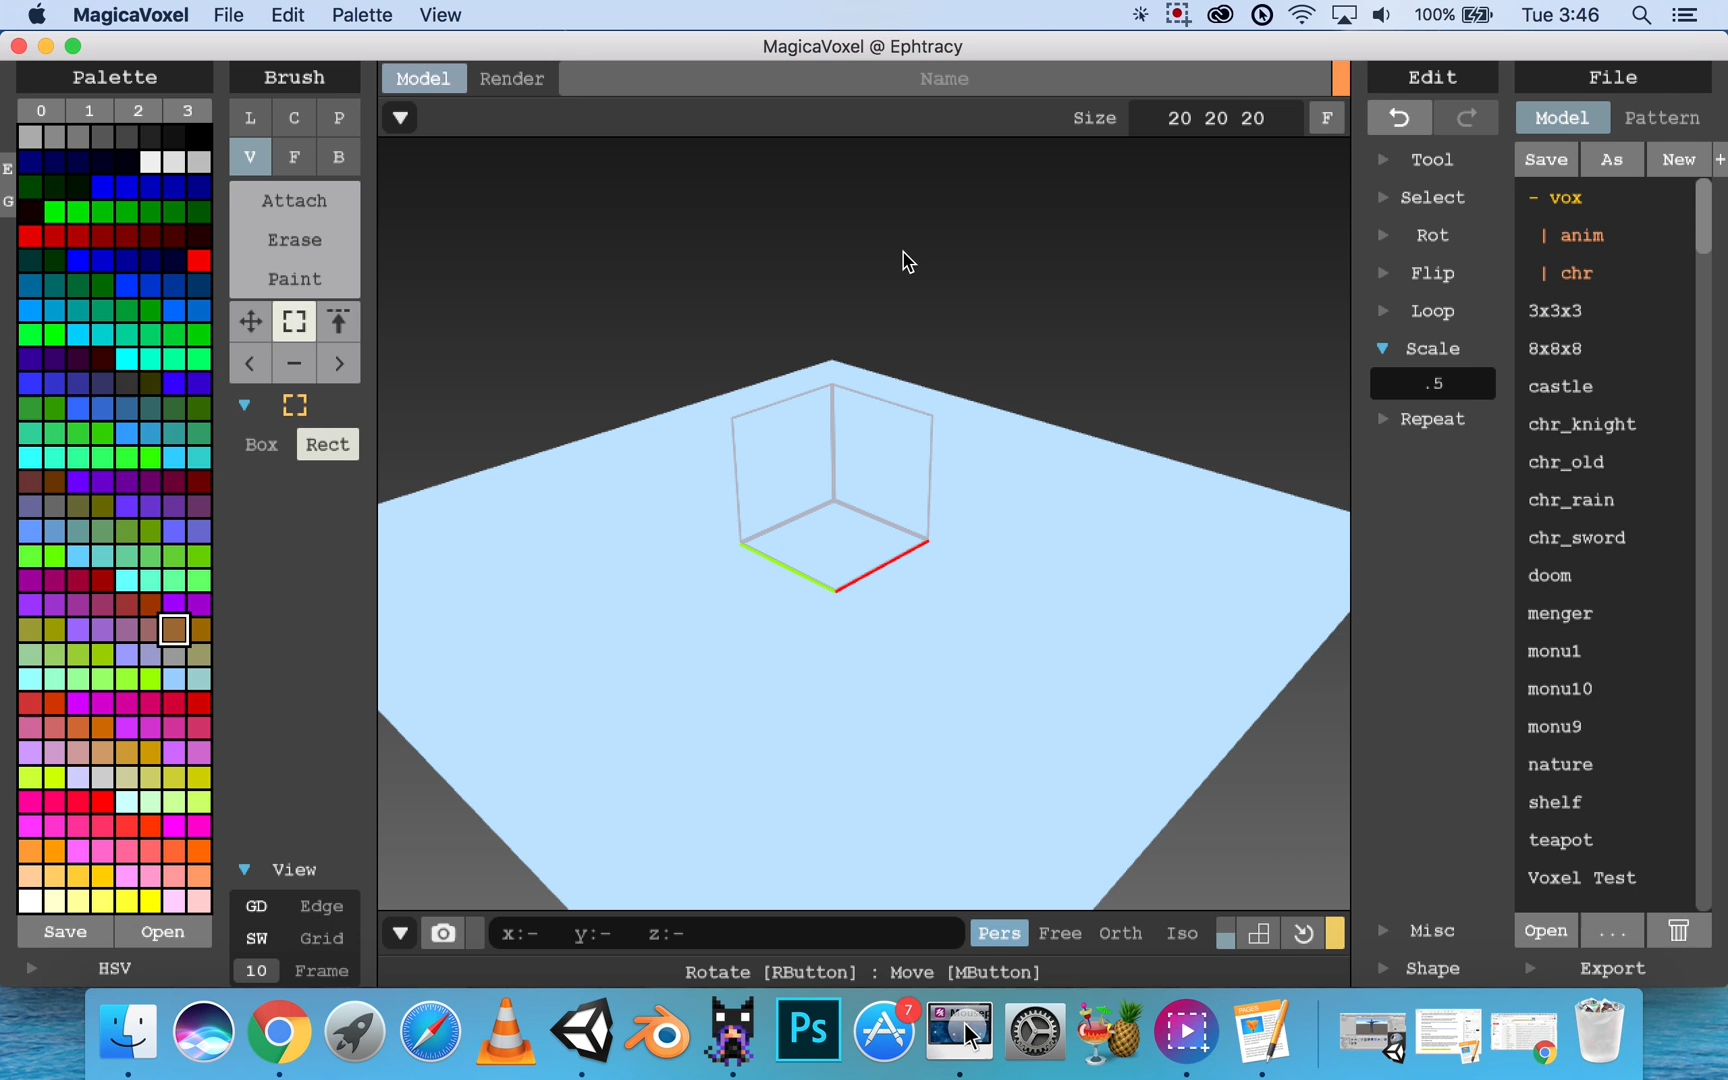 MagicaVoxel File Edit Palette View 100% Tue 3:46
MagicaVoxel @ Ephtracy
Palette
0 1 2 3
E
G
Save Open
HSV
Brush
L C P
V F B
Attach
Erase
Paint
< − >
Box Rect
View
GD Edge
SW Grid
10 Frame
Model Render Name
Size 20 20 20 F
x:- y:- z:- Pers Free Orth Iso
Rotate [RButton] : Move [MButton]
Edit
Tool
Select
Rot
Flip
Loop
Scale
.5
Repeat
Misc
Shape
File
Model Pattern
Save As New +
- vox
| anim
| chr
3x3x3
8x8x8
castle
chr_knight
chr_old
chr_rain
chr_sword
doom
menger
monu1
monu10
monu9
nature
shelf
teapot
Voxel Test
Open ...
Export
Ps
7
PAGES